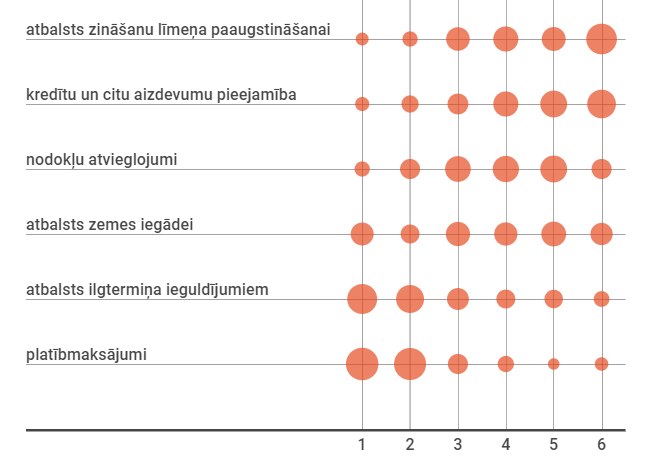 atbalsts zināšanu līmeņa paaugstināšanai
kredītu un citu aizdevumu pieejamība
nodokļu atvieglojumi
atbalsts zemes iegādei
atbalsts ilgtermiņa ieguldījumiem
platībmaksājumi
1 2 3 4 5 6